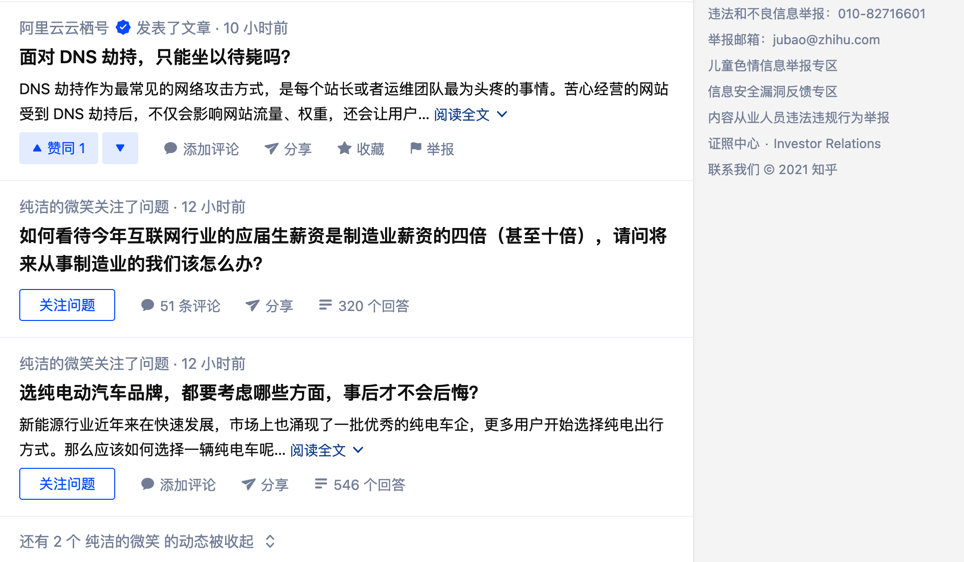 阿里云云栖号 发表了文章 · 10 小时前
面对 DNS 劫持，只能坐以待毙吗？
DNS 劫持作为最常见的网络攻击方式，是每个站长或者运维团队最为头疼的事情。苦心经营的网站
受到 DNS 劫持后，不仅会影响网站流量、权重，还会让用户... 阅读全文
赞同 1 添加评论 分享 收藏 举报
纯洁的微笑关注了问题 · 12 小时前
如何看待今年互联网行业的应届生薪资是制造业薪资的四倍（甚至十倍），请问将
来从事制造业的我们该怎么办？
关注问题 51 条评论 分享 320 个回答
纯洁的微笑关注了问题 · 12 小时前
选纯电动汽车品牌，都要考虑哪些方面，事后才不会后悔？
新能源行业近年来在快速发展，市场上也涌现了一批优秀的纯电车企，更多用户开始选择纯电出行
方式。那么应该如何选择一辆纯电车呢... 阅读全文
关注问题 添加评论 分享 546 个回答
还有 2 个 纯洁的微笑 的动态被收起
违法和不良信息举报：010-82716601
举报邮箱：jubao@zhihu.com
儿童色情信息举报专区
信息安全漏洞反馈专区
内容从业人员违法违规行为举报
证照中心 · Investor Relations
联系我们 © 2021 知乎